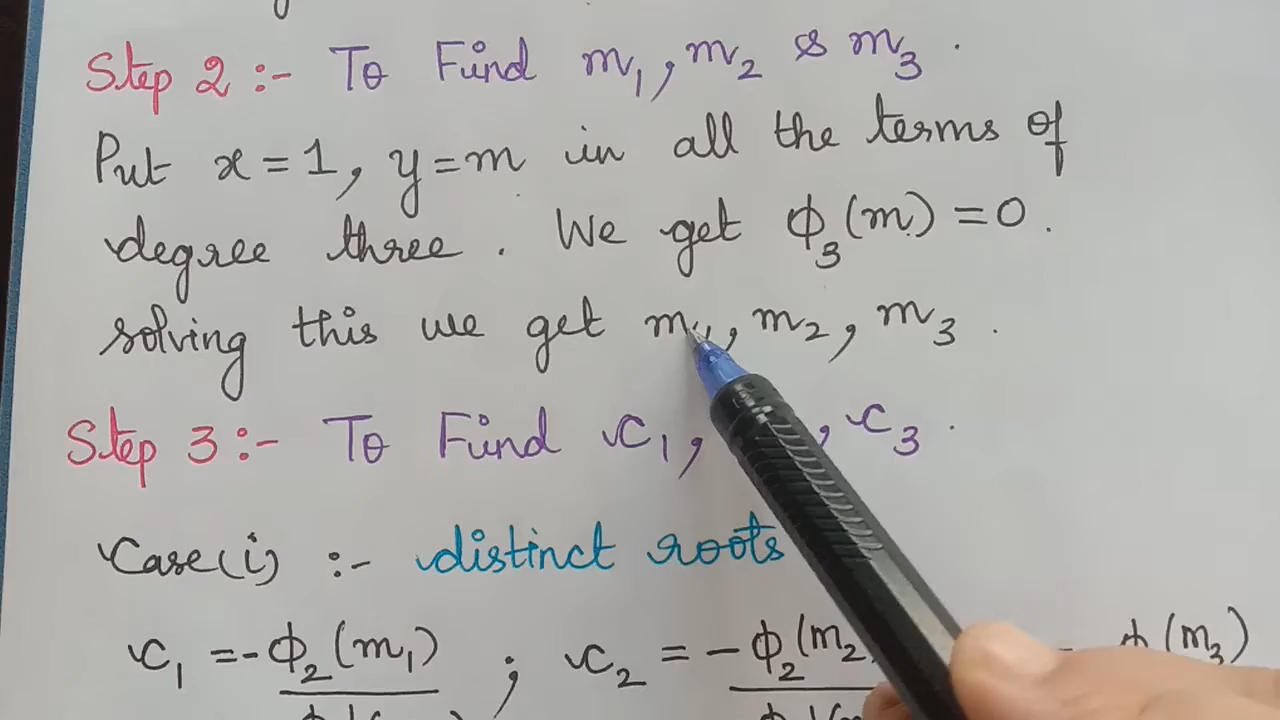 Step 2 :- To Find m₁, m₂ & m₃.
Put x = 1, y = m in all the terms of
degree three. We get ϕ₃(m) = 0.
solving this we get m₁, m₂, m₃.
Step 3 :- To Find c₁, , c₃.
Case(i) :- distinct roots
c₁ = -ϕ₂(m₁) ; c₂ = -ϕ₂(m₂ (m₃)